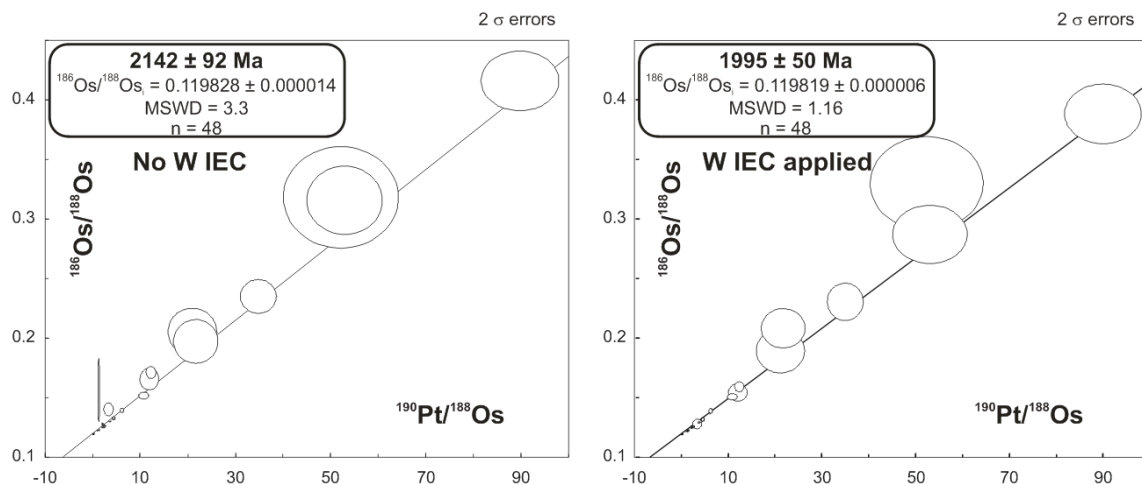 2 σ errors
2142 ± 92 Ma
¹⁸⁶Os/¹⁸⁸Osᵢ = 0.119828 ± 0.000014
MSWD = 3.3
n = 48
No W IEC
¹⁸⁶Os/¹⁸⁸Os
0.4
0.3
0.2
0.1
¹⁹⁰Pt/¹⁸⁸Os
-10 10 30 50 70 90
2 σ errors
1995 ± 50 Ma
¹⁸⁶Os/¹⁸⁸Osᵢ = 0.119819 ± 0.000006
MSWD = 1.16
n = 48
W IEC applied
¹⁸⁶Os/¹⁸⁸Os
0.4
0.3
0.2
0.1
¹⁹⁰Pt/¹⁸⁸Os
-10 10 30 50 70 90